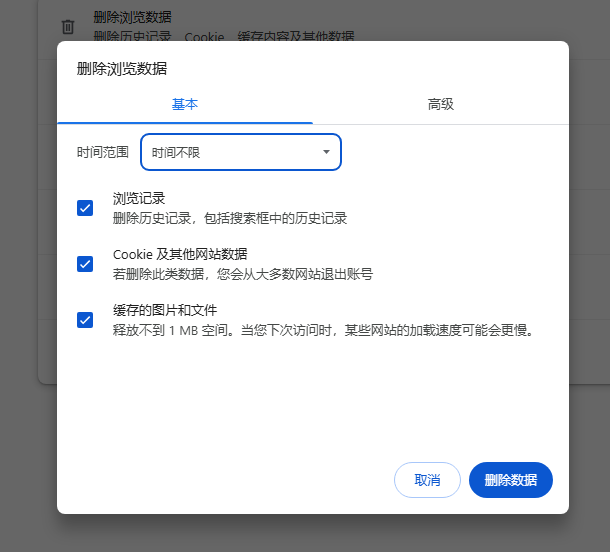 删除浏览数据
删除历史记录、Cookie、缓存内容及其他数据
删除浏览数据
基本
高级
时间范围
时间不限
浏览记录
删除历史记录，包括搜索框中的历史记录
Cookie 及其他网站数据
若删除此类数据，您会从大多数网站退出账号
缓存的图片和文件
释放不到 1 MB 空间。当您下次访问时，某些网站的加载速度可能会更慢。
取消
删除数据